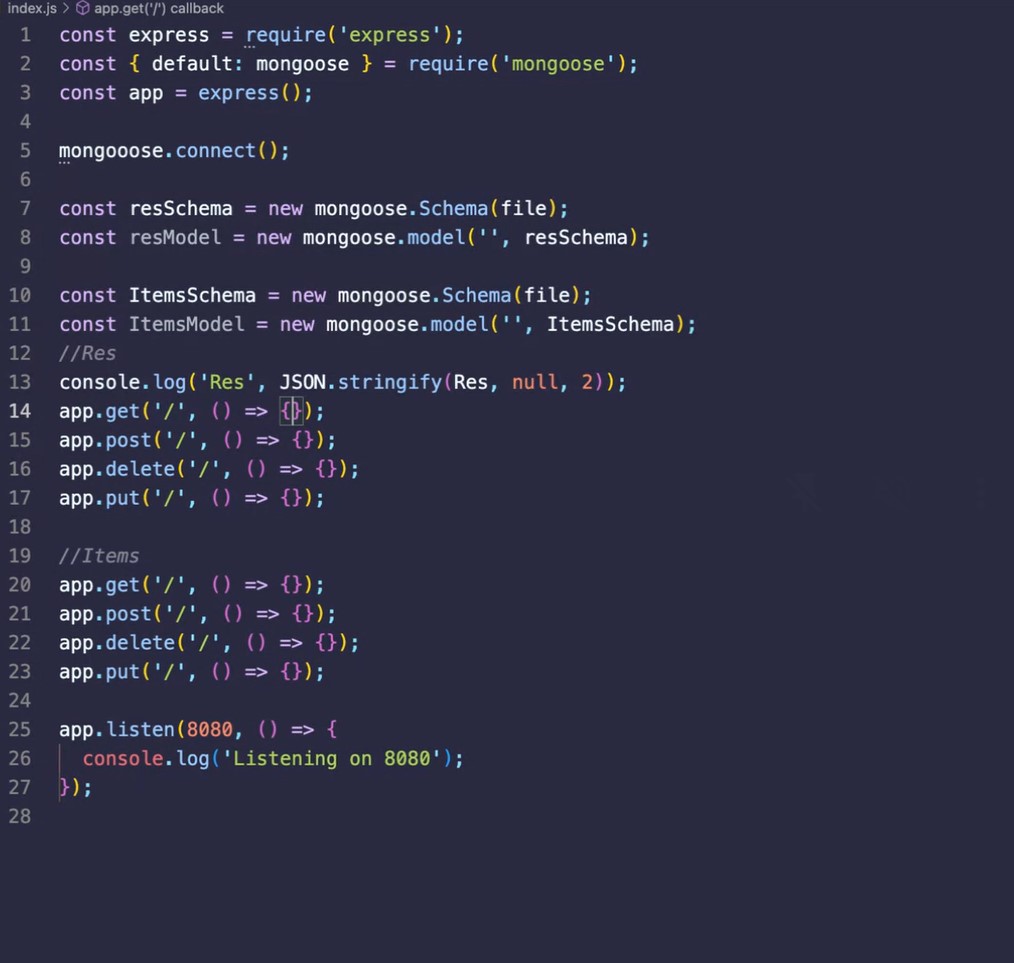 index.js > app.get('/') callback
1 const express = require('express');
2 const { default: mongoose } = require('mongoose');
3 const app = express();
4
5 mongooose.connect();
6
7 const resSchema = new mongoose.Schema(file);
8 const resModel = new mongoose.model('', resSchema);
9
10 const ItemsSchema = new mongoose.Schema(file);
11 const ItemsModel = new mongoose.model('', ItemsSchema);
12 //Res
13 console.log('Res', JSON.stringify(Res, null, 2));
14 app.get('/', () => {});
15 app.post('/', () => {});
16 app.delete('/', () => {});
17 app.put('/', () => {});
18
19 //Items
20 app.get('/', () => {});
21 app.post('/', () => {});
22 app.delete('/', () => {});
23 app.put('/', () => {});
24
25 app.listen(8080, () => {
26   console.log('Listening on 8080');
27 });
28